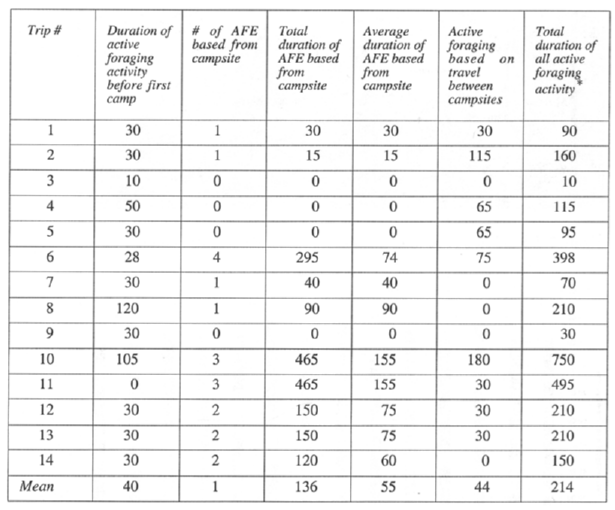 Trip # Duration of active foraging activity before first camp # of AFE based from campsite Total duration of AFE based from campsite Average duration of AFE based from campsite Active foraging based on travel between campsites Total duration of all active foraging activity*
1 30 1 30 30 30 90
2 30 1 15 15 115 160
3 10 0 0 0 0 10
4 50 0 0 0 65 115
5 30 0 0 0 65 95
6 28 4 295 74 75 398
7 30 1 40 40 0 70
8 120 1 90 90 0 210
9 30 0 0 0 0 30
10 105 3 465 155 180 750
11 0 3 465 155 30 495
12 30 2 150 75 30 210
13 30 2 150 75 30 210
14 30 2 120 60 0 150
Mean 40 1 136 55 44 214